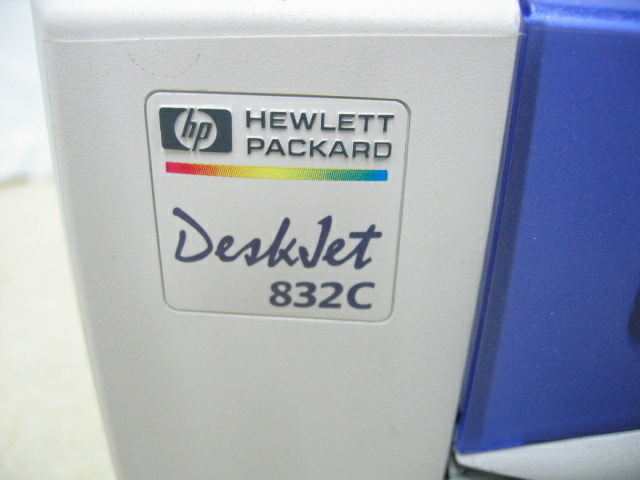 hp HEWLETT
PACKARD
DeskJet
832C